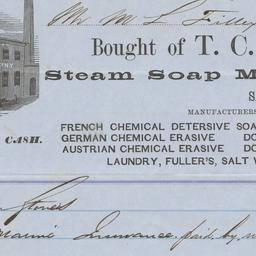 Mr M L Filley
Bought of T. C.
Steam Soap M
MANUFACTURERS
CASH.
FRENCH CHEMICAL DETERSIVE SOA
GERMAN CHEMICAL ERASIVE DO
AUSTRIAN CHEMICAL ERASIVE DO
LAUNDRY, FULLER'S, SALT W
Stoves
Insurance paid by